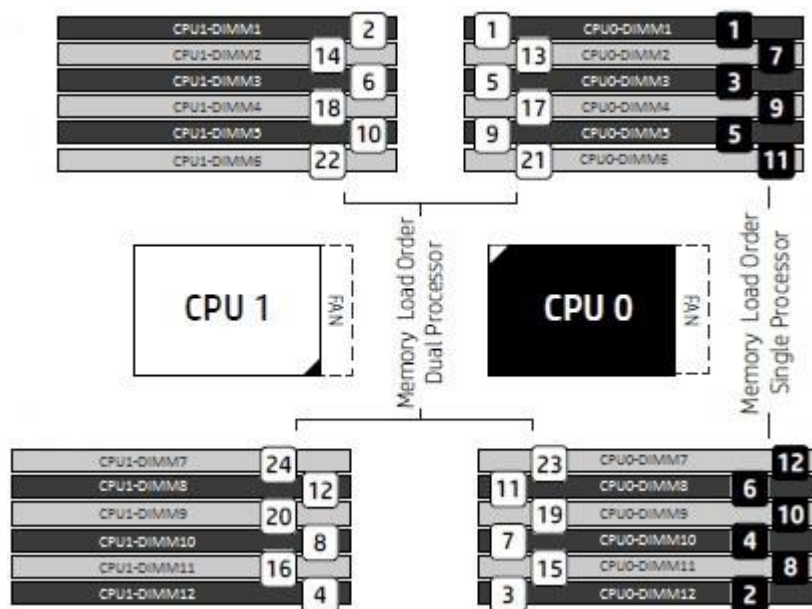 CPU1-DIMM1 2 1 CPU0-DIMM1 1
CPU1-DIMM2 14 13 CPU0-DIMM2 7
CPU1-DIMM3 6 5 CPU0-DIMM3 3
CPU1-DIMM4 18 17 CPU0-DIMM4 9
CPU1-DIMM5 10 9 CPU0-DIMM5 5
CPU1-DIMM6 22 21 CPU0-DIMM6 11
CPU 1
FAN
Memory Load Order
Dual Processor
CPU 0
FAN
Memory Load Order
Single Processor
CPU1-DIMM7 24 23 CPU0-DIMM7 12
CPU1-DIMM8 12 11 CPU0-DIMM8 6
CPU1-DIMM9 20 19 CPU0-DIMM9 10
CPU1-DIMM10 8 7 CPU0-DIMM10 4
CPU1-DIMM11 16 15 CPU0-DIMM11 8
CPU1-DIMM12 4 3 CPU0-DIMM12 2